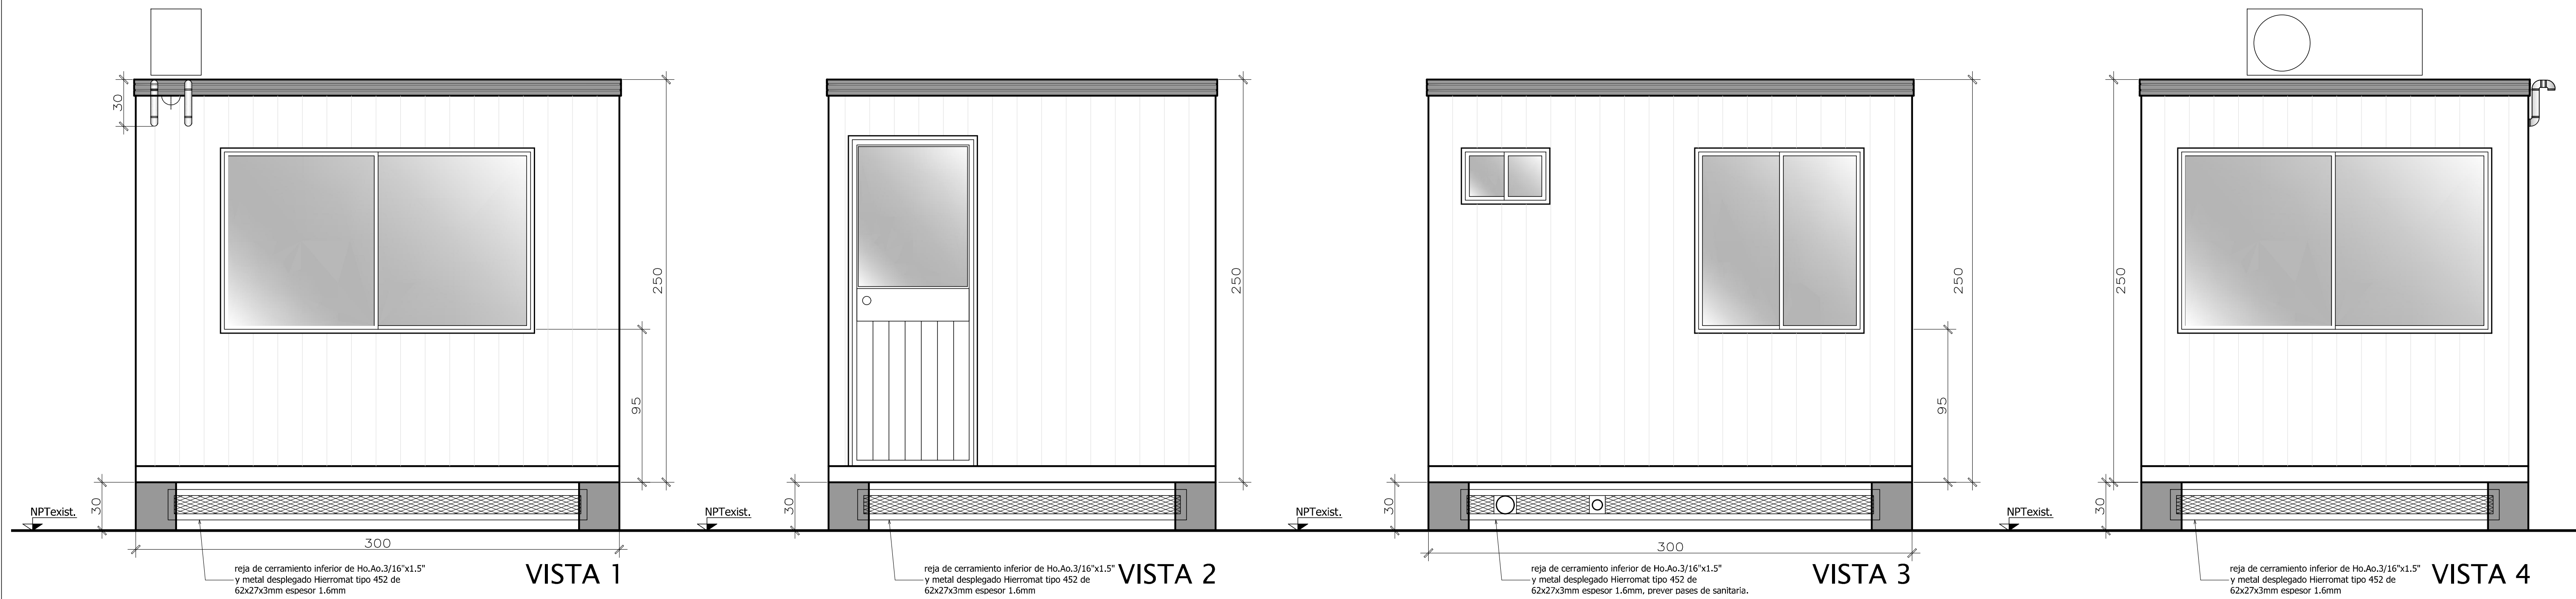 30
250
95
NPTexist.
30
300
reja de cerramiento inferior de Ho.Ao.3/16"x1.5"
y metal desplegado Hierromat tipo 452 de
62x27x3mm espesor 1.6mm
VISTA 1
250
NPTexist.
30
reja de cerramiento inferior de Ho.Ao.3/16"x1.5"
y metal desplegado Hierromat tipo 452 de
62x27x3mm espesor 1.6mm
VISTA 2
250
95
NPTexist.
30
300
reja de cerramiento inferior de Ho.Ao.3/16"x1.5"
y metal desplegado Hierromat tipo 452 de
62x27x3mm espesor 1.6mm, prever pases de sanitaria.
VISTA 3
250
NPTexist.
30
reja de cerramiento inferior de Ho.Ao.3/16"x1.5"
y metal desplegado Hierromat tipo 452 de
62x27x3mm espesor 1.6mm
VISTA 4